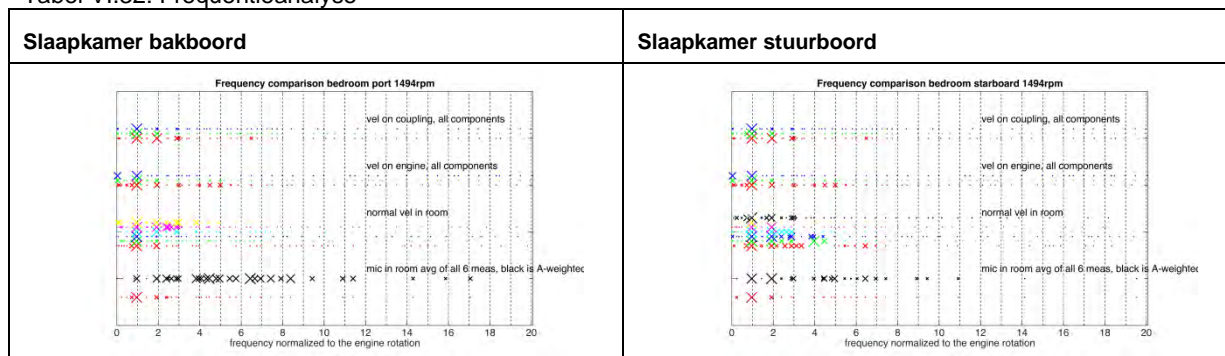 Tabel VI.32: Frequentieanalyse
Slaapkamer bakboord
Slaapkamer stuurboord
Frequency comparison bedroom port 1494rpm
vel on coupling, all components
vel on engine, all components
normal vel in room
mic in room avg of all 6 meas, black is A-weighted
0 2 4 6 8 10 12 14 16 18 20
frequency normalized to the engine rotation
Frequency comparison bedroom starboard 1494rpm
vel on coupling, all components
vel on engine, all components
normal vel in room
mic in room avg of all 6 meas, black is A-weighted
0 2 4 6 8 10 12 14 16 18 20
frequency normalized to the engine rotation